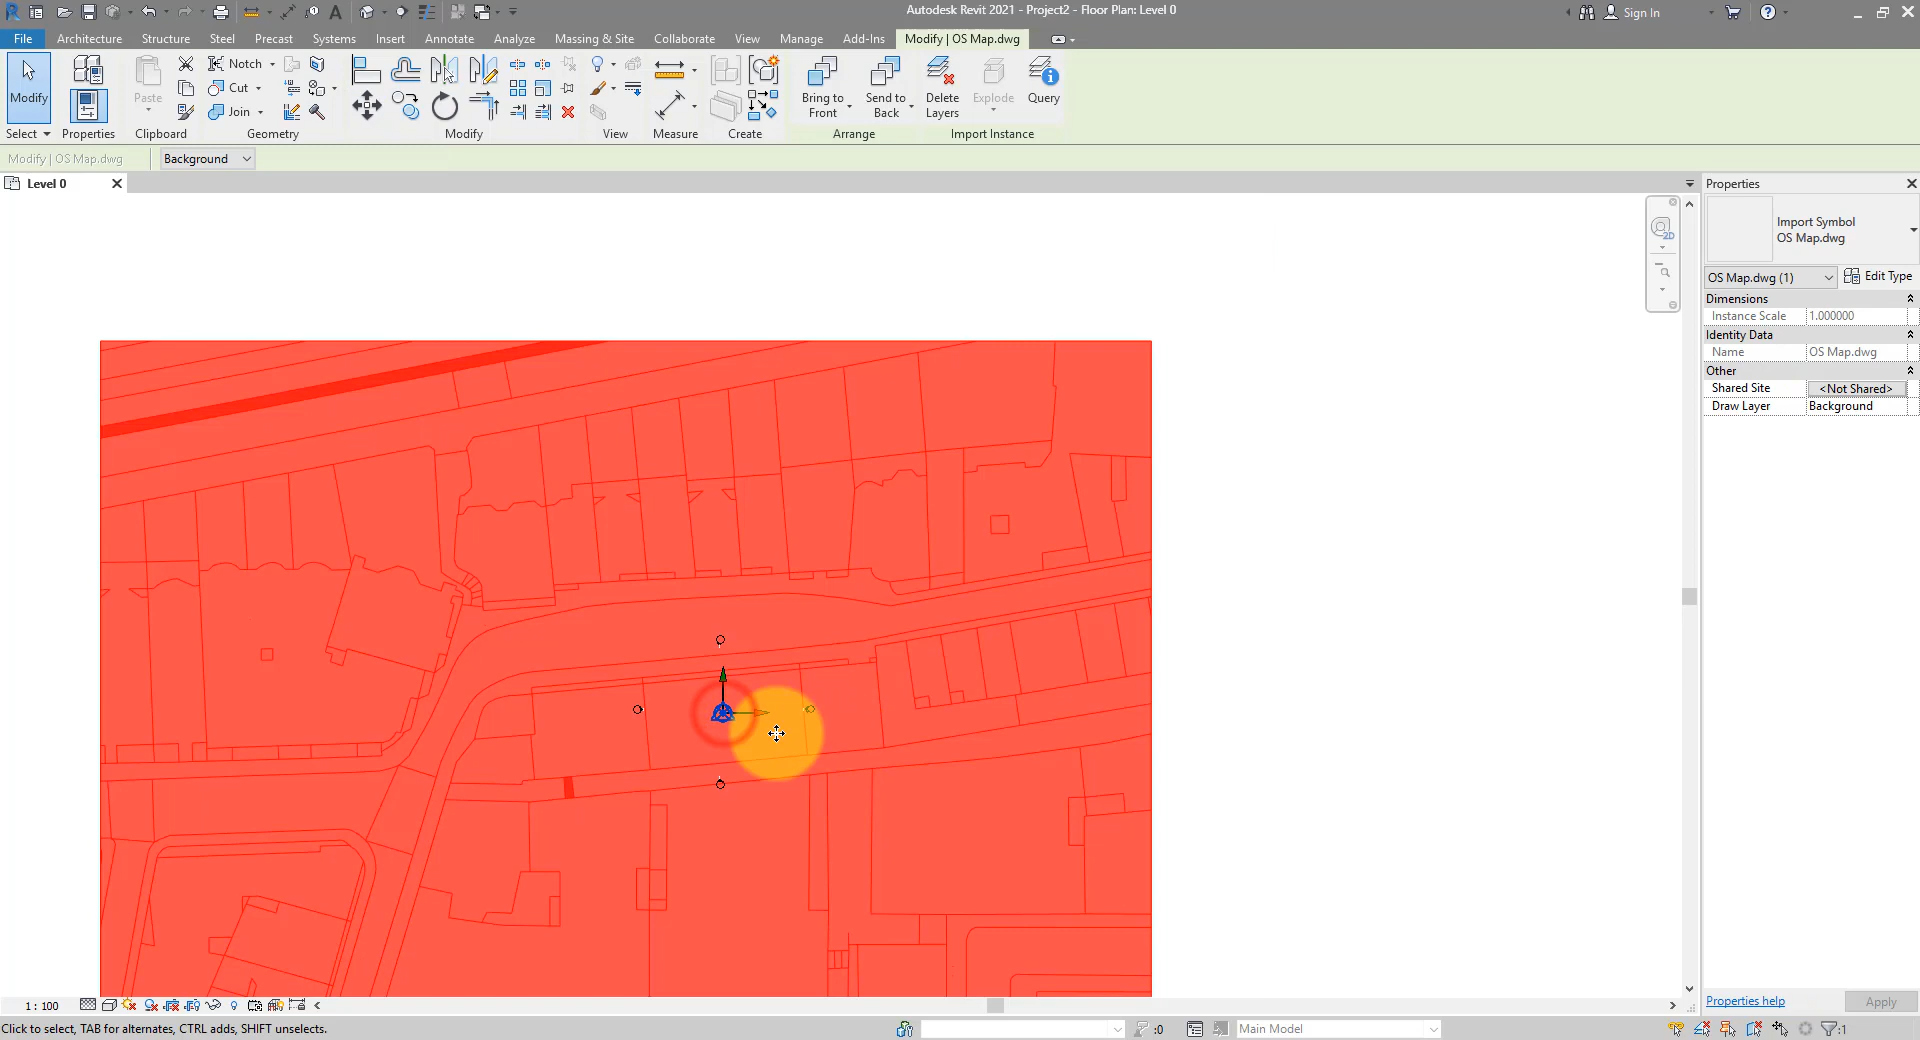 Autodesk Revit 2021 - Project2 - Floor Plan: Level 0
Sign In
File Architecture Structure Steel Precast Systems Insert Annotate Analyze Massing & Site Collaborate View Manage Add-Ins Modify | OS Map.dwg
Modify
Paste
Notch
Cut
Join
Bring to Front
Send to Back
Delete Layers
Explode
Query
Select Properties Clipboard Geometry Modify View Measure Create Arrange Import Instance
Modify | OS Map.dwg
Background
Level 0
2D
Properties
Import Symbol
OS Map.dwg
OS Map.dwg (1)
Edit Type
Dimensions
Instance Scale 1.000000
Identity Data
Name OS Map.dwg
Other
Shared Site <Not Shared>
Draw Layer Background
Properties help
Apply
1 : 100
Click to select, TAB for alternates, CTRL adds, SHIFT unselects.
:0
Main Model
:1